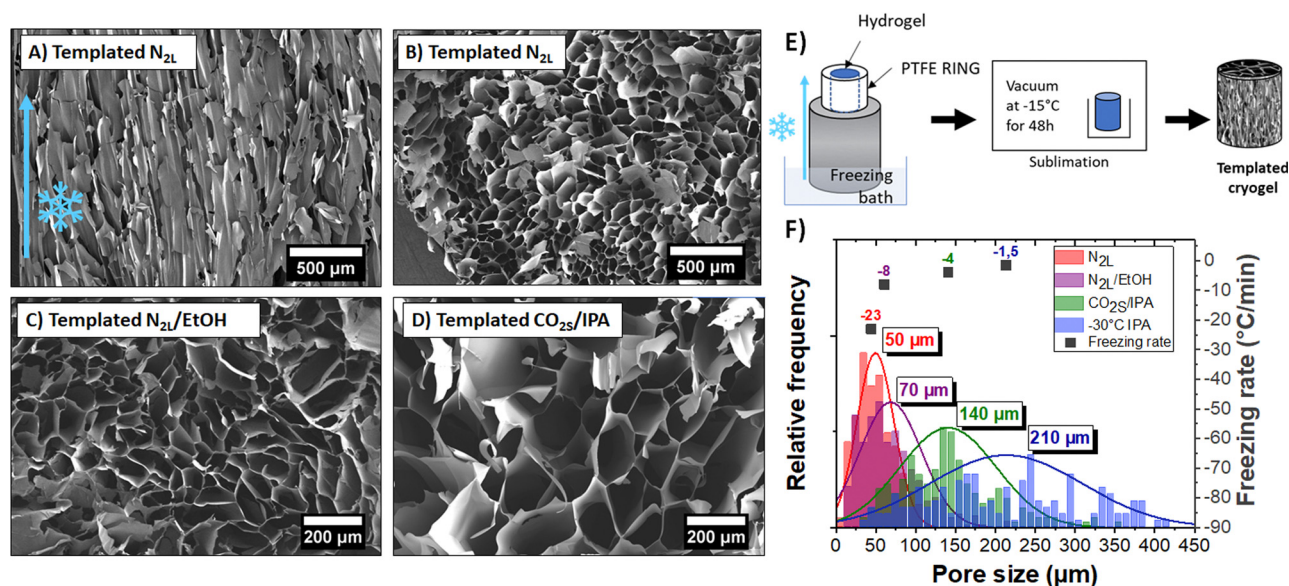 A) Templated N2L
500 µm
B) Templated N2L
500 µm
C) Templated N2L/EtOH
200 µm
D) Templated CO2S/IPA
200 µm
E)
Hydrogel
PTFE RING
Freezing
bath
Vacuum
at -15°C
for 48h
Sublimation
Templated
cryogel
F)
-23
-8
-4
-1,5
50 µm
70 µm
140 µm
210 µm
N2L
N2L/EtOH
CO2S/IPA
-30°C IPA
Freezing rate
Relative frequency
0
-10
-20
-30
-40
-50
-60
-70
-80
-90
Freezing rate (°C/min)
0 50 100 150 200 250 300 350 400 450
Pore size (µm)